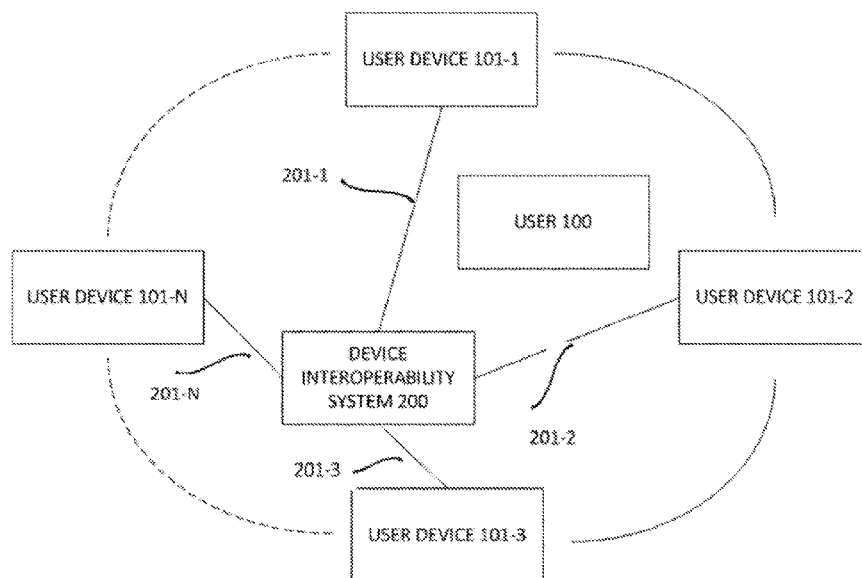 USER DEVICE 101-1
201-1
USER 100
USER DEVICE 101-N
USER DEVICE 101-2
DEVICE
INTEROPERABILITY
SYSTEM 200
201-N
201-2
201-3
USER DEVICE 101-3